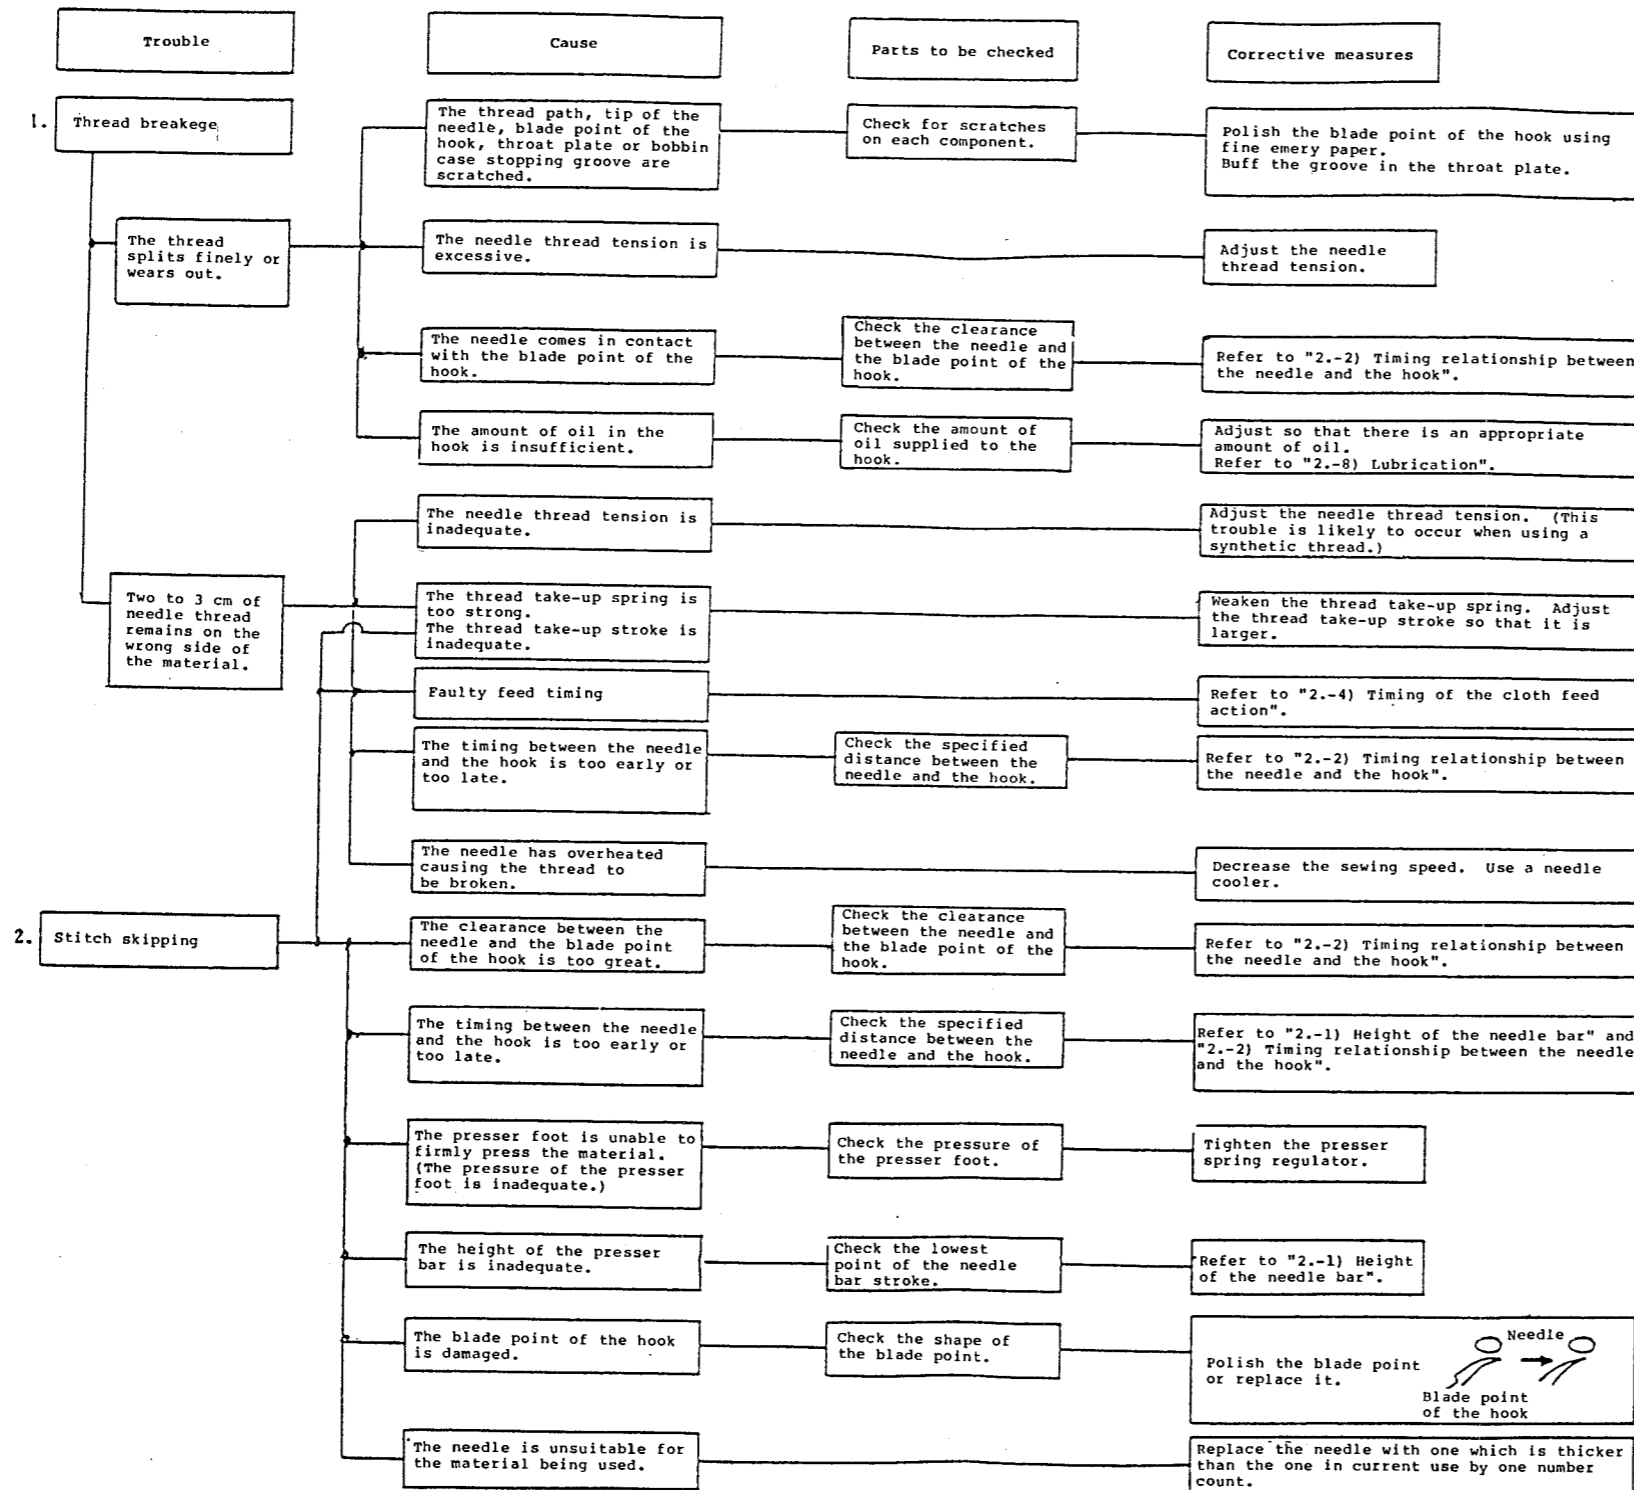 Trouble
Cause
Parts to be checked
Corrective measures
1.
Thread breakege
The thread path, tip of the
needle, blade point of the
hook, throat plate or bobbin
case stopping groove are
scratched.
Check for scratches
on each component.
Polish the blade point of the hook using
fine emery paper.
Buff the groove in the throat plate.
The thread
splits finely or
wears out.
The needle thread tension is
excessive.
Adjust the needle
thread tension.
The needle comes in contact
with the blade point of the
hook.
Check the clearance
between the needle and
the blade point of the
hook.
Refer to "2.-2) Timing relationship between
the needle and the hook".
The amount of oil in the
hook is insufficient.
Check the amount of
oil supplied to the
hook.
Adjust so that there is an appropriate
amount of oil.
Refer to "2.-8) Lubrication".
The needle thread tension is
inadequate.
Adjust the needle thread tension. (This
trouble is likely to occur when using a
synthetic thread.)
Two to 3 cm of
needle thread
remains on the
wrong side of
the material.
The thread take-up spring is
too strong.
The thread take-up stroke is
inadequate.
Weaken the thread take-up spring. Adjust
the thread take-up stroke so that it is
larger.
Faulty feed timing
Refer to "2.-4) Timing of the cloth feed
action".
The timing between the needle
and the hook is too early or
too late.
Check the specified
distance between the
needle and the hook.
Refer to "2.-2) Timing relationship between
the needle and the hook".
The needle has overheated
causing the thread to
be broken.
Decrease the sewing speed. Use a needle
cooler.
2.
Stitch skipping
The clearance between the
needle and the blade point
of the hook is too great.
Check the clearance
between the needle and
the blade point of the
hook.
Refer to "2.-2) Timing relationship between
the needle and the hook".
The timing between the needle
and the hook is too early or
too late.
Check the specified
distance between the
needle and the hook.
Refer to "2.-1) Height of the needle bar" and
"2.-2) Timing relationship between the needle
and the hook".
The presser foot is unable to
firmly press the material.
(The pressure of the presser
foot is inadequate.)
Check the pressure of
the presser foot.
Tighten the presser
spring regulator.
The height of the presser
bar is inadequate.
Check the lowest
point of the needle
bar stroke.
Refer to "2.-1) Height
of the needle bar".
The blade point of the hook
is damaged.
Check the shape of
the blade point.
Polish the blade point
or replace it.
Needle
Blade point
of the hook
The needle is unsuitable for
the material being used.
Replace the needle with one which is thicker
than the one in current use by one number
count.